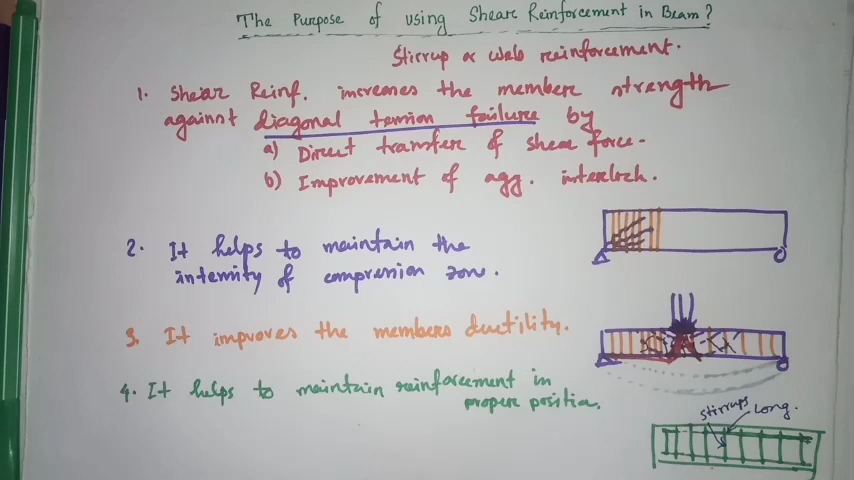 The Purpose of using Shear Reinforcement in Beam?
Stirrup or web reinforcement.
1. Shear Reinf. increases the members strength
against diagonal tension failure by
a) Direct transfer of shear force.
b) Improvement of agg. interlock.
2. It helps to maintain the
intensity of compression zone.
3. It improves the members ductility.
4. It helps to maintain reinforcement in
proper position.
stirrups Long.